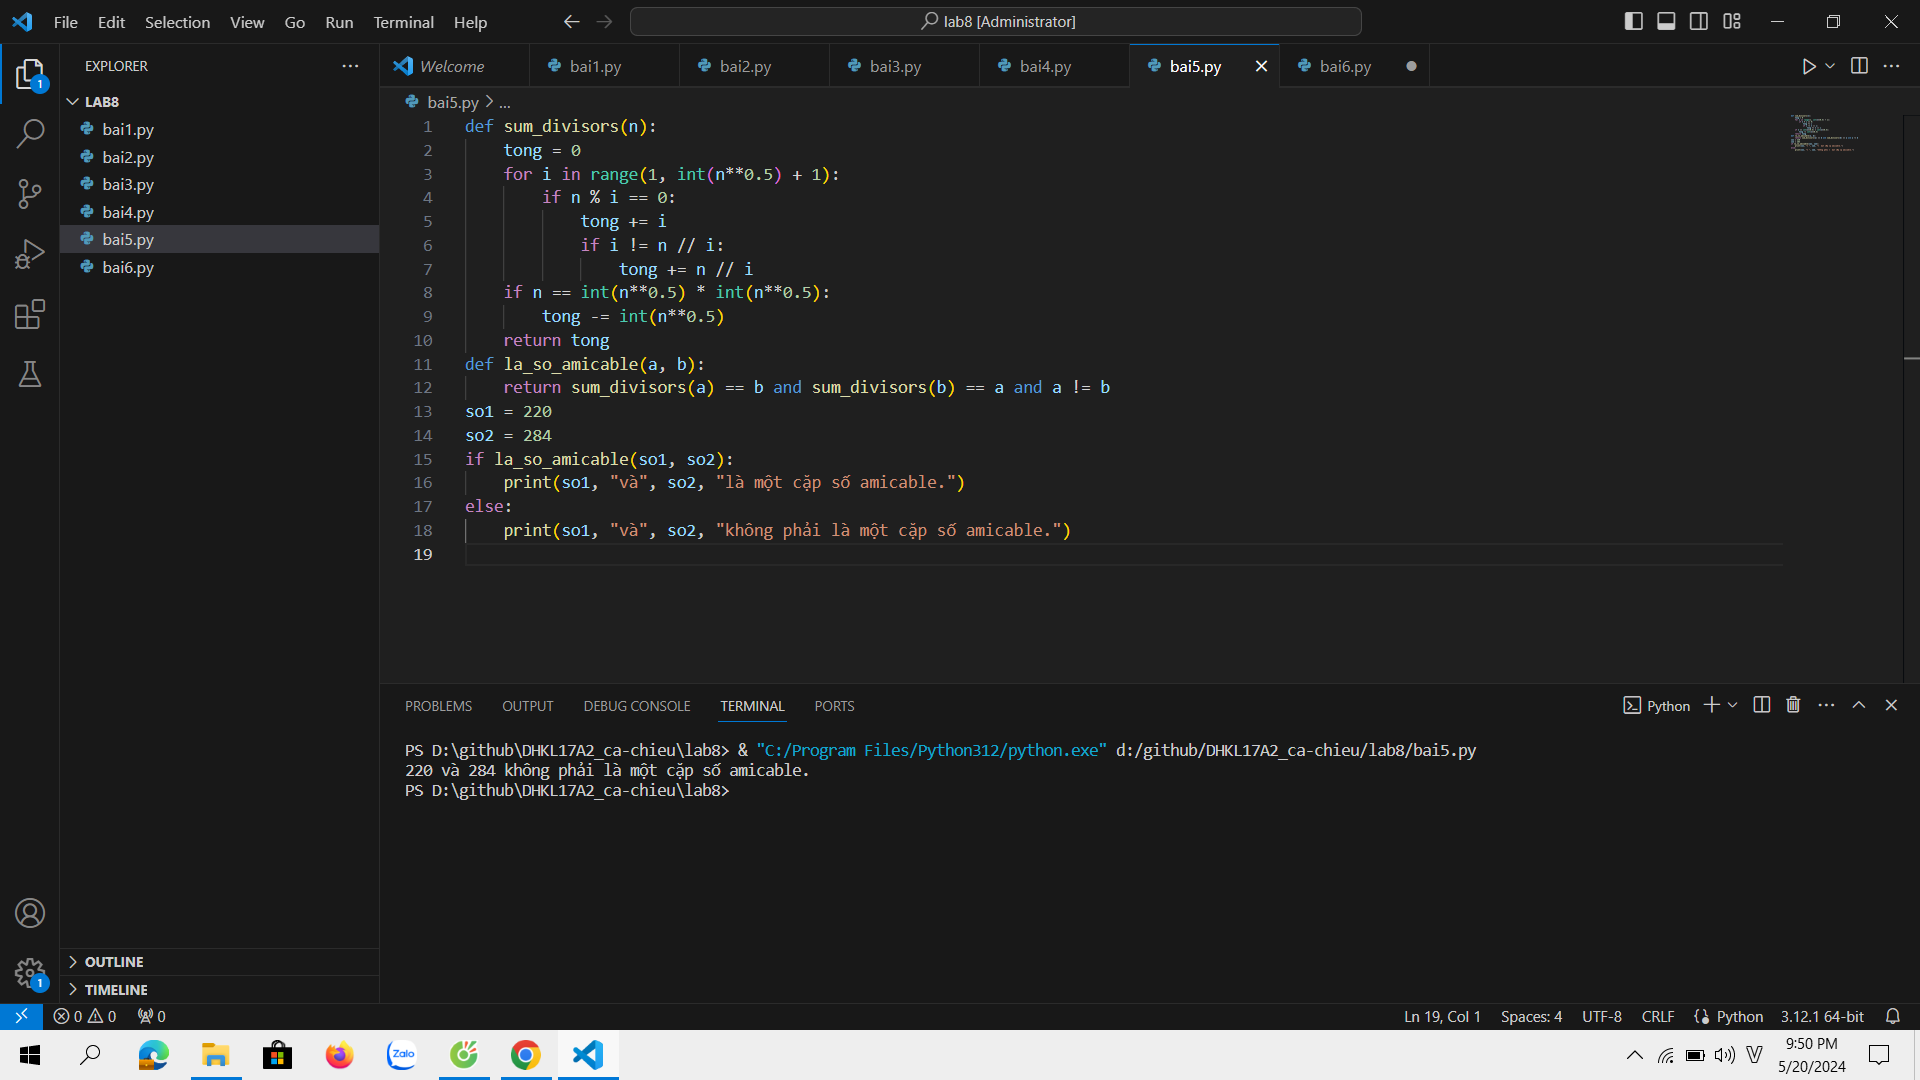 File Edit Selection View Go Run Terminal Help
lab8 [Administrator]
EXPLORER
LAB8
bai1.py
bai2.py
bai3.py
bai4.py
bai5.py
bai6.py
OUTLINE
TIMELINE
Welcome bai1.py bai2.py bai3.py bai4.py bai5.py bai6.py
bai5.py > ...
1 def sum_divisors(n):
2 tong = 0
3 for i in range(1, int(n**0.5) + 1):
4 if n % i == 0:
5 tong += i
6 if i != n // i:
7 tong += n // i
8 if n == int(n**0.5) * int(n**0.5):
9 tong -= int(n**0.5)
10 return tong
11 def la_so_amicable(a, b):
12 return sum_divisors(a) == b and sum_divisors(b) == a and a != b
13 so1 = 220
14 so2 = 284
15 if la_so_amicable(so1, so2):
16 print(so1, "và", so2, "là một cặp số amicable.")
17 else:
18 print(so1, "và", so2, "không phải là một cặp số amicable.")
19
PROBLEMS OUTPUT DEBUG CONSOLE TERMINAL PORTS
Python
PS D:\github\DHKL17A2_ca-chieu\lab8> & "C:/Program Files/Python312/python.exe" d:/github/DHKL17A2_ca-chieu/lab8/bai5.py
220 và 284 không phải là một cặp số amicable.
PS D:\github\DHKL17A2_ca-chieu\lab8>
1
1
0 0 0
Ln 19, Col 1 Spaces: 4 UTF-8 CRLF Python 3.12.1 64-bit
Zalo
V
9:50 PM
5/20/2024